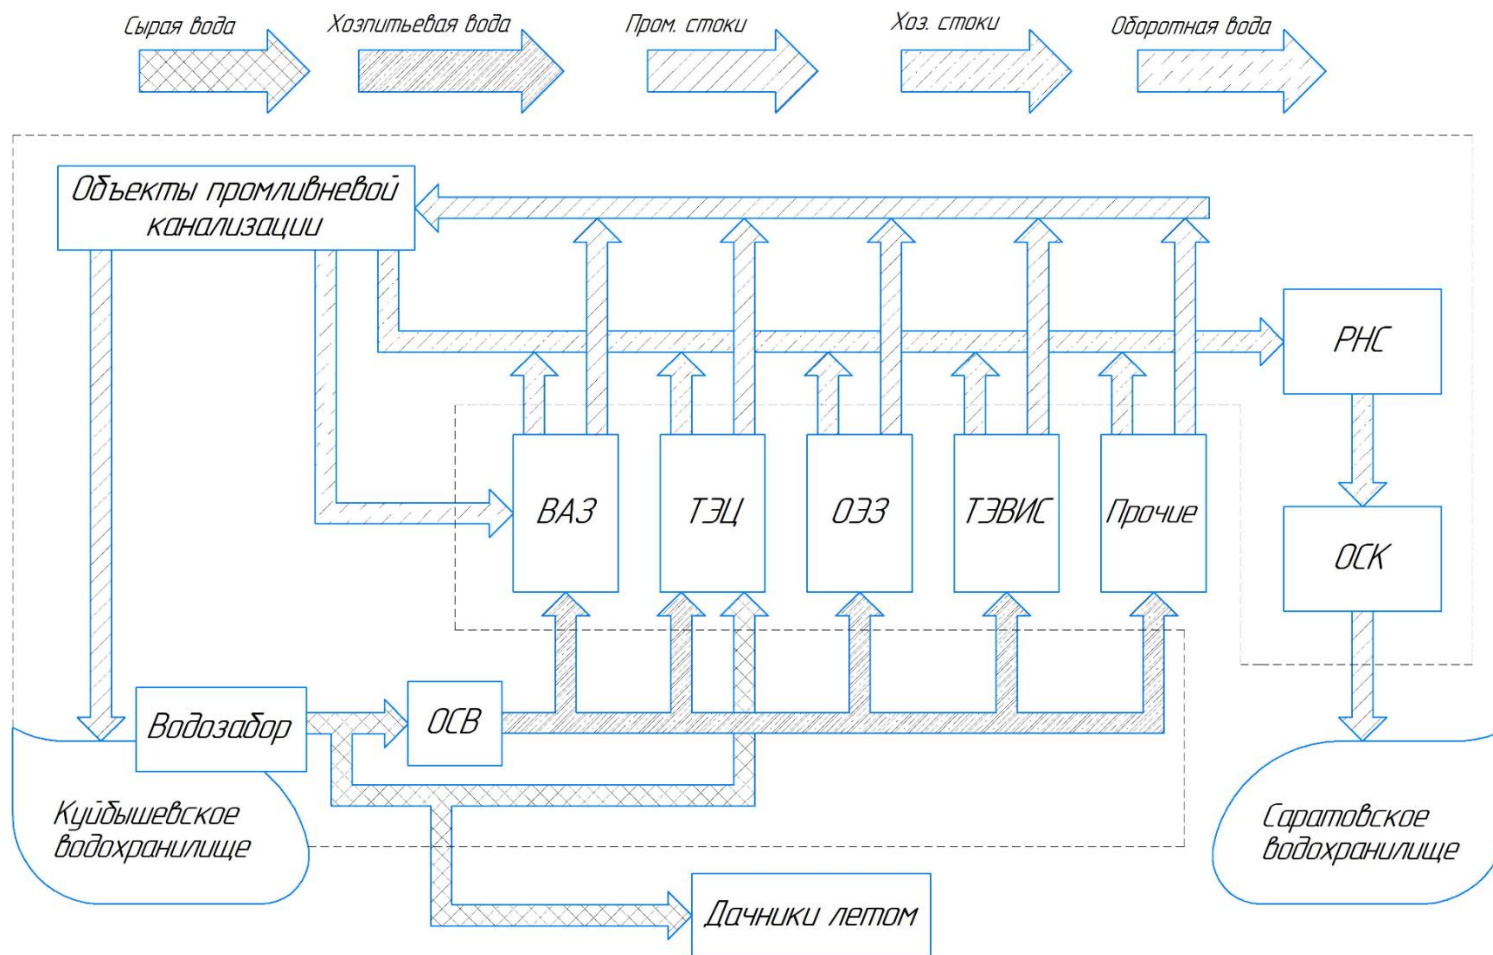 Сырая вода
Хозпитьевая вода
Пром. стоки
Хоз. стоки
Оборотная вода
Объекты промливневой
канализации
РНС
ВАЗ
ТЭЦ
ОЭЗ
ТЭВИС
Прочие
ОСК
Водозабор
ОСВ
Куйбышевское
водохранилище
Саратовское
водохранилище
Дачники летом